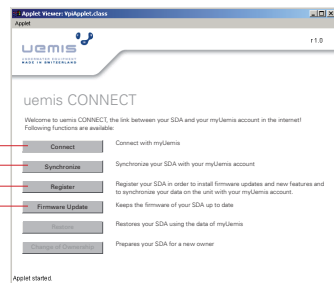 Applet Viewer: VpiApplet.class
Applet
uemis
UNDERWATER EQUIPMENT
MADE IN SWITZERLAND
r 1.0
uemis CONNECT
Welcome to uemis CONNECT, the link between your SDA and your myUemis account in the internet!
Following functions are available:
Connect
Connect with myUemis
Synchronize
Synchronize your SDA with your myUemis account
Register
Register your SDA in order to install firmware updates and new features and
to synchronize your data on the unit with your myUemis account.
Firmware Update
Keeps the firmware of your SDA up to date
Restore
Restores your SDA using the data of myUemis
Change of Ownership
Prepares your SDA for a new owner
Applet started.